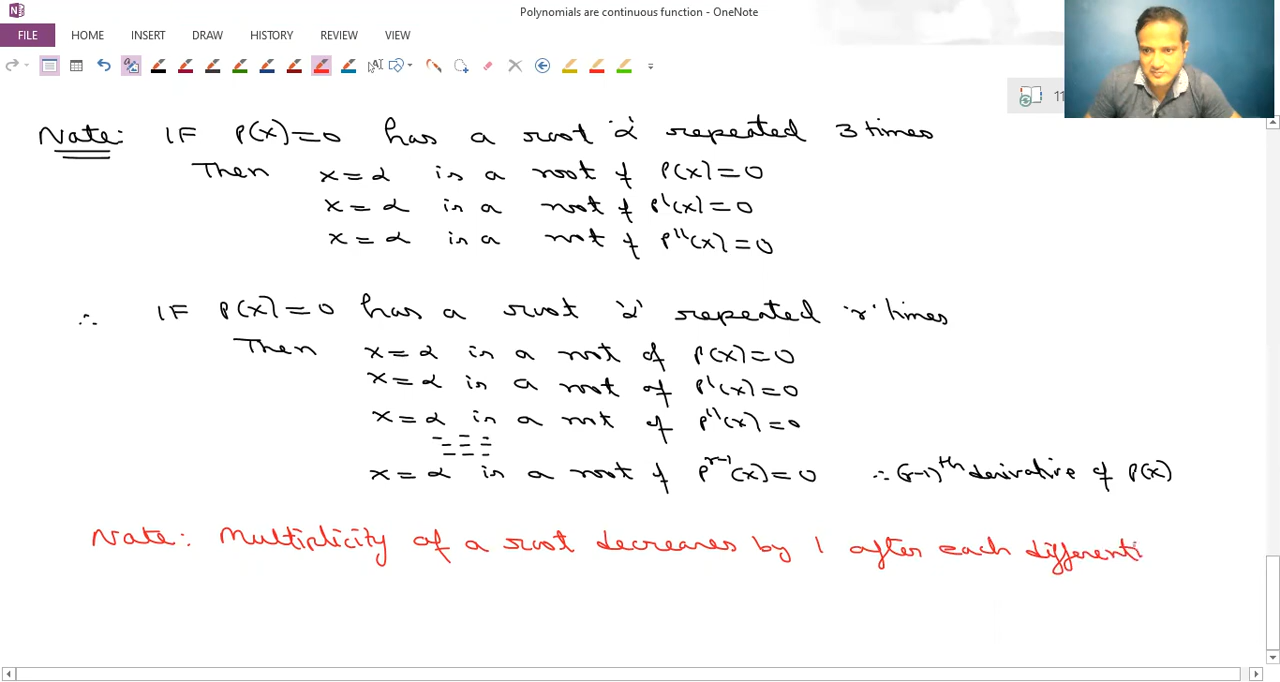 Polynomials are continuous function - OneNote
FILE HOME INSERT DRAW HISTORY REVIEW VIEW
11
Note: IF P(x)=0 has a root 'α' repeated 3 times
Then x=α is a root of P(x)=0
x=α is a root of P'(x)=0
x=α is a root of P''(x)=0
∴ IF P(x)=0 has a root 'α' repeated 'r' times
Then x=α is a root of P(x)=0
x=α is a root of P'(x)=0
x=α is a root of P''(x)=0
x=α is a root of P^{r-1}(x)=0 ∴ (r-1)^{th} derivative of P(x)
Note: Multiplicity of a root decreases by 1 after each differenti